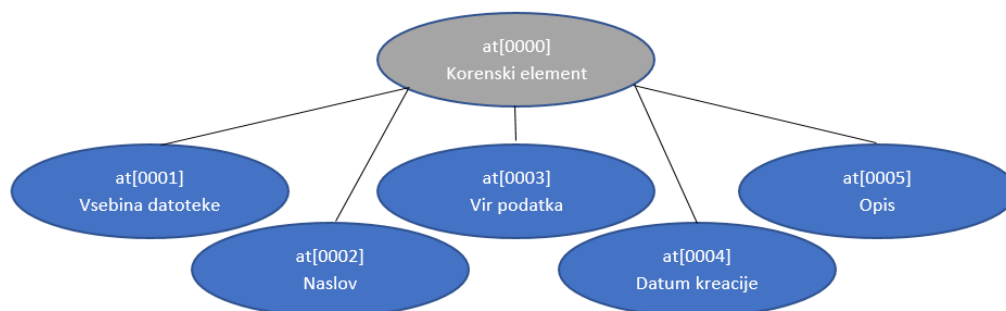 at[0000]
Korenski element
at[0001]
Vsebina datoteke
at[0002]
Naslov
at[0003]
Vir podatka
at[0004]
Datum kreacije
at[0005]
Opis